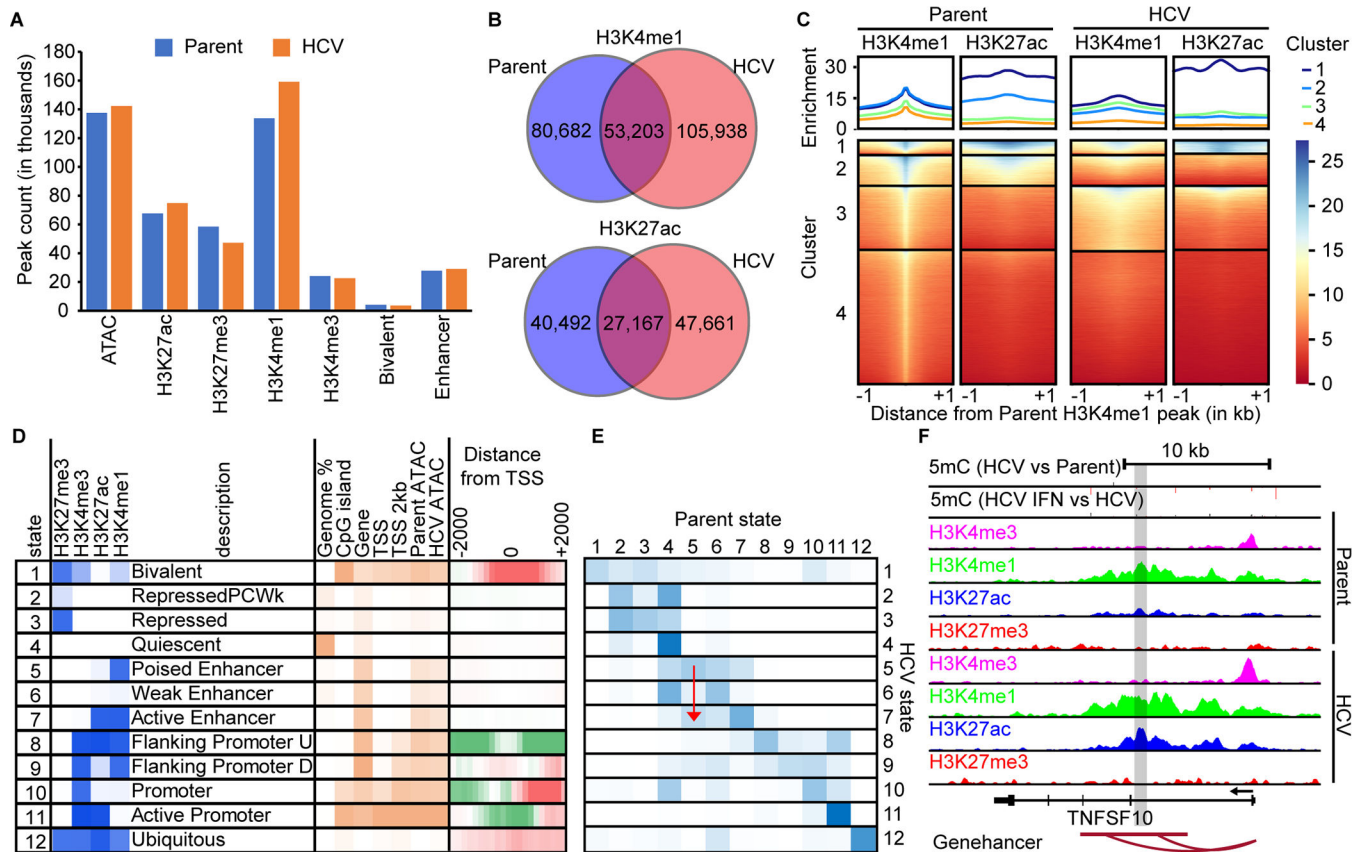 A
Parent
HCV
Peak count (in thousands)
180
160
140
120
100
80
60
40
20
0
ATAC
H3K27ac
H3K27me3
H3K4me1
H3K4me3
Bivalent
Enhancer
B
H3K4me1
Parent
HCV
80,682
53,203
105,938
H3K27ac
Parent
HCV
40,492
27,167
47,661
C
Parent
HCV
H3K4me1
H3K27ac
H3K4me1
H3K27ac
Cluster
1
2
3
4
Enrichment
30
15
0
Cluster
1
2
3
4
25
20
15
10
5
0
-1 +1
-1 +1
-1 +1
-1 +1
Distance from Parent H3K4me1 peak (in kb)
D
state
H3K27me3
H3K4me3
H3K27ac
H3K4me1
description
Genome %
CpG island
Gene
TSS
TSS 2kb
Parent ATAC
HCV ATAC
Distance from TSS
-2000
0
+2000
1 Bivalent
2 RepressedPCWk
3 Repressed
4 Quiescent
5 Poised Enhancer
6 Weak Enhancer
7 Active Enhancer
8 Flanking Promoter U
9 Flanking Promoter D
10 Promoter
11 Active Promoter
12 Ubiquitous
E
Parent state
1 2 3 4 5 6 7 8 9 10 11 12
1
2
3
4
5
6
7
8
9
10
11
12
HCV state
F
10 kb
5mC (HCV vs Parent)
5mC (HCV IFN vs HCV)
H3K4me3
H3K4me1
H3K27ac
H3K27me3
Parent
H3K4me3
H3K4me1
H3K27ac
H3K27me3
HCV
TNFSF10
Genehancer